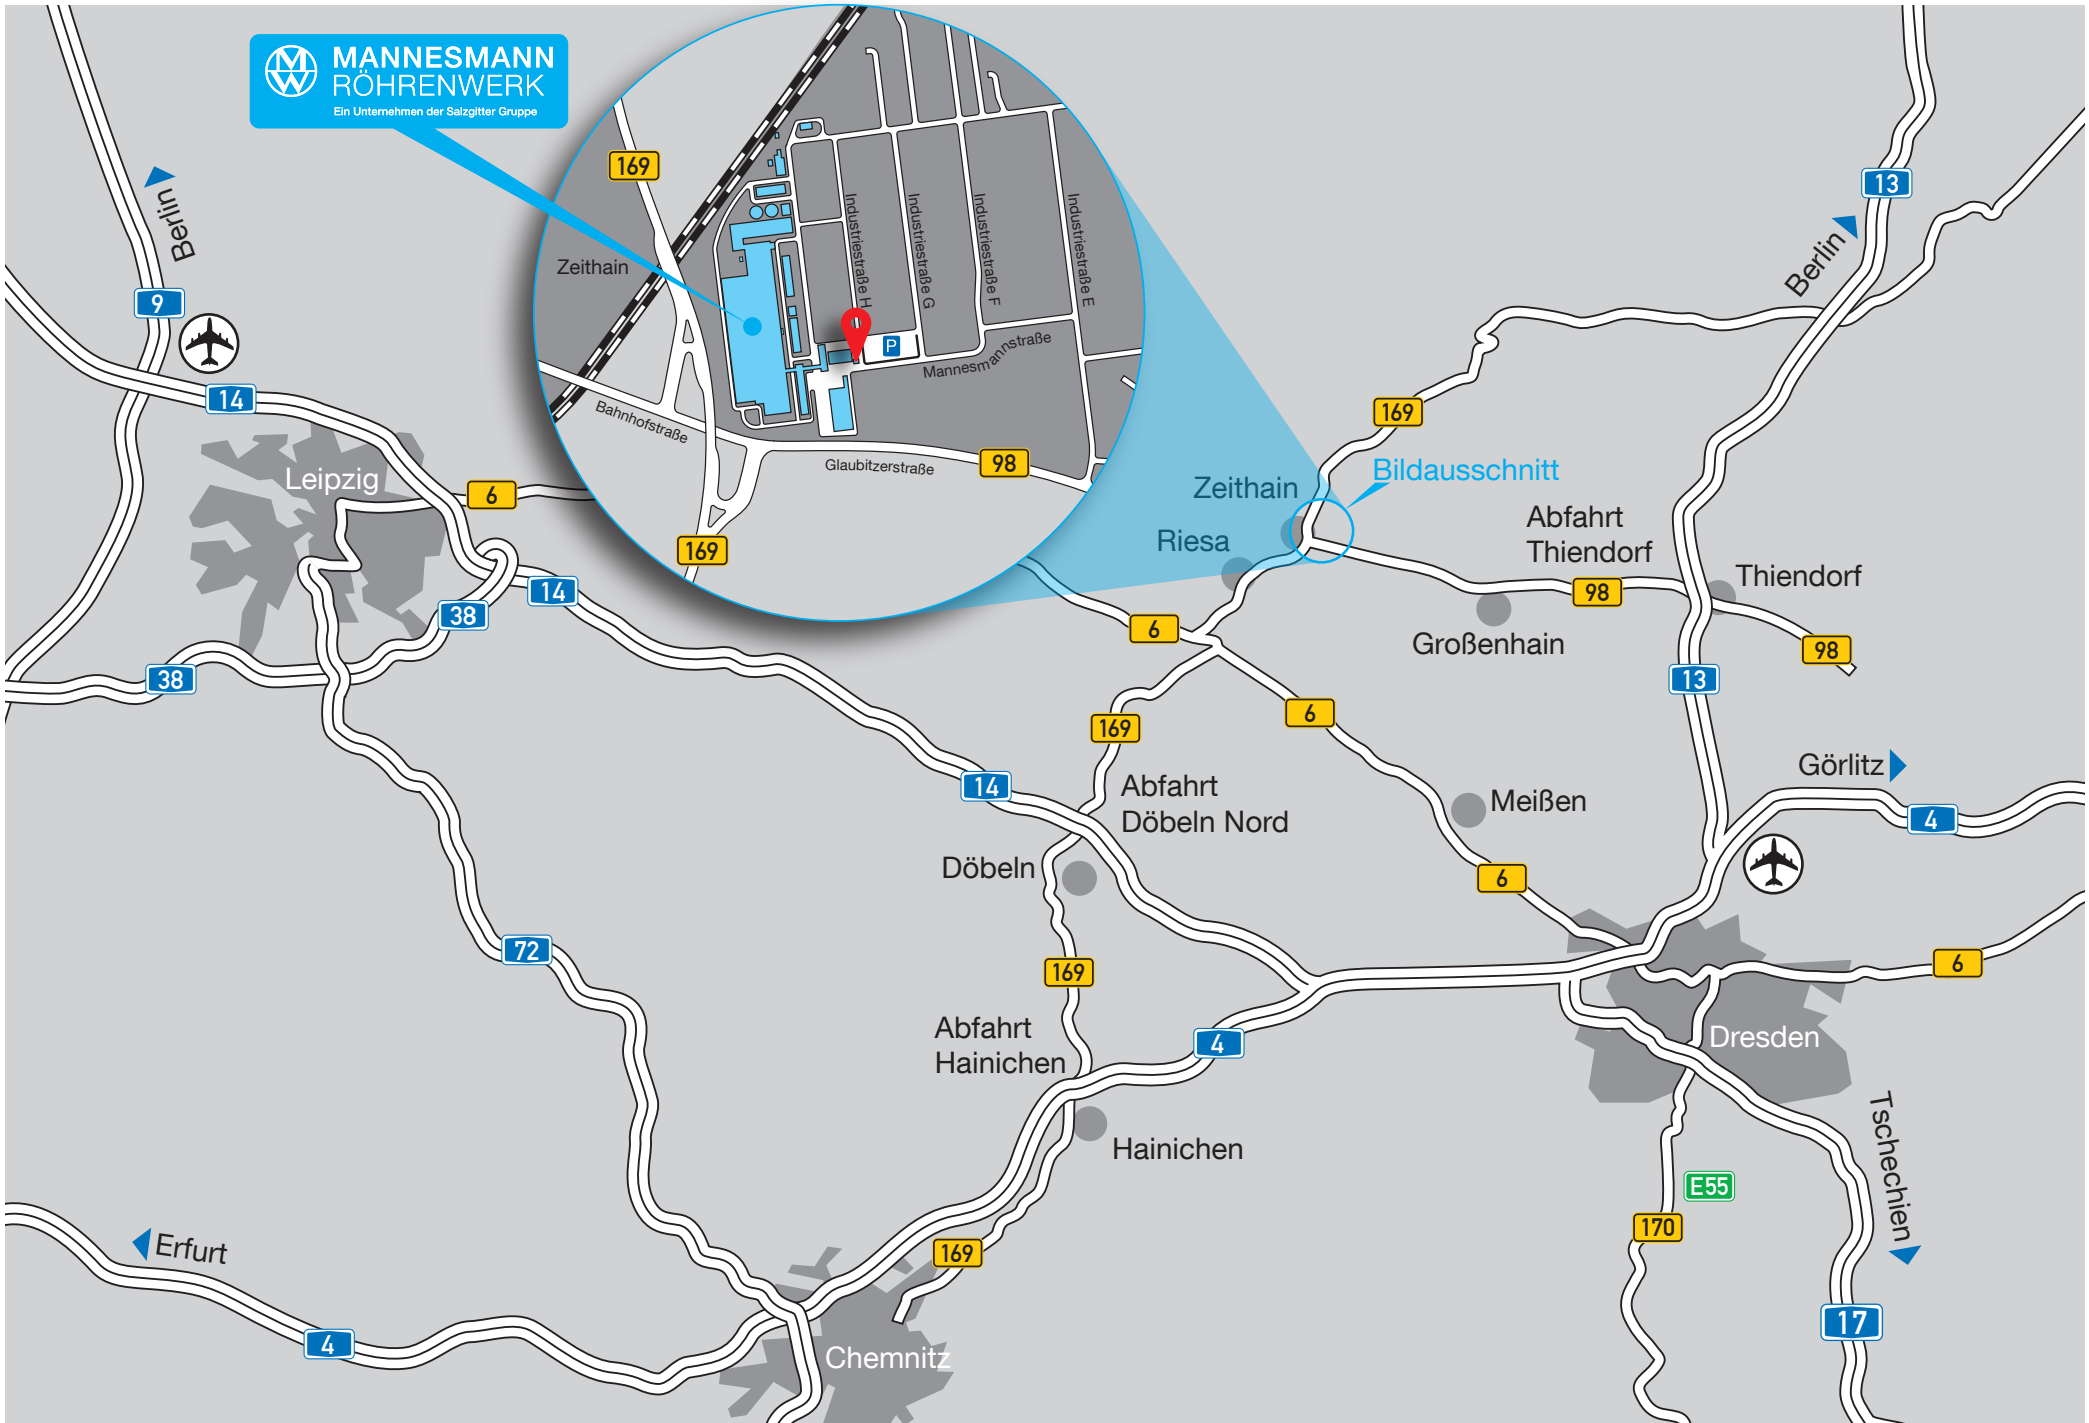 MANNESMANN
RÖHRENWERK
Ein Unternehmen der Salzgitter Gruppe
169
13
Berlin
Berlin
Zeithain
Industriestraße H
Industriestraße G
Industriestraße F
Industriestraße E
9
14
P
Mannesmannstraße
Bahnhofstraße
Glaubitzerstraße
98
169
169
Bildausschnitt
Leipzig
6
Zeithain
Riesa
Abfahrt
Thiendorf
Thiendorf
98
14
38
6
Großenhain
98
38
13
6
169
Görlitz
14
Abfahrt
Döbeln Nord
Meißen
4
Döbeln
6
72
169
6
Abfahrt
Hainichen
4
Dresden
Hainichen
Tschechien
E55
170
Erfurt
169
17
4
Chemnitz